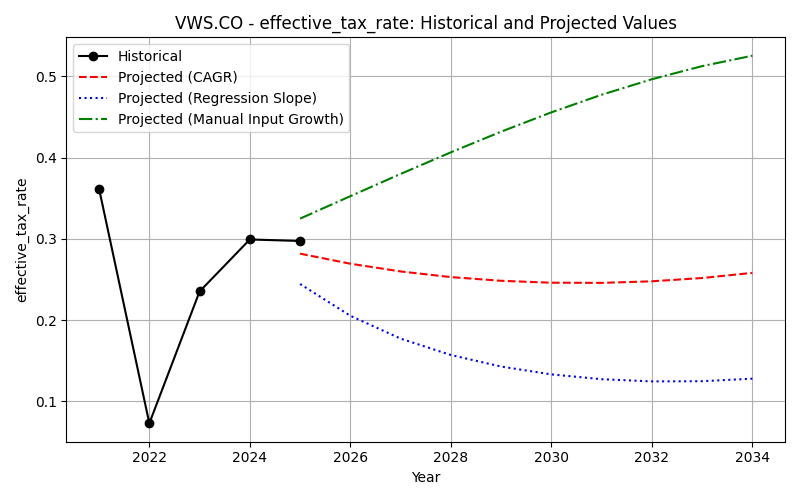 VWS.CO - effective_tax_rate: Historical and Projected Values
Historical
Projected (CAGR)
Projected (Regression Slope)
Projected (Manual Input Growth)
effective_tax_rate
0.5
0.4
0.3
0.2
0.1
2022
2024
2026
2028
2030
2032
2034
Year